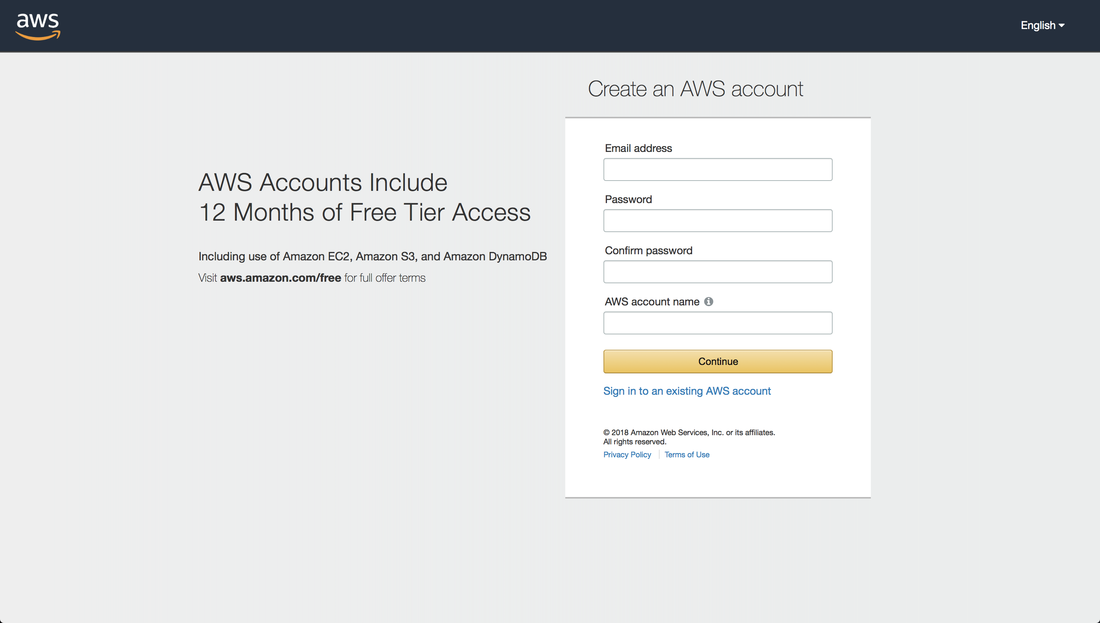 aws
English
Create an AWS account
AWS Accounts Include
12 Months of Free Tier Access
Including use of Amazon EC2, Amazon S3, and Amazon DynamoDB
Visit aws.amazon.com/free for full offer terms
Email address
Password
Confirm password
AWS account name
Continue
Sign in to an existing AWS account
© 2018 Amazon Web Services, Inc. or its affiliates.
All rights reserved.
Privacy Policy | Terms of Use